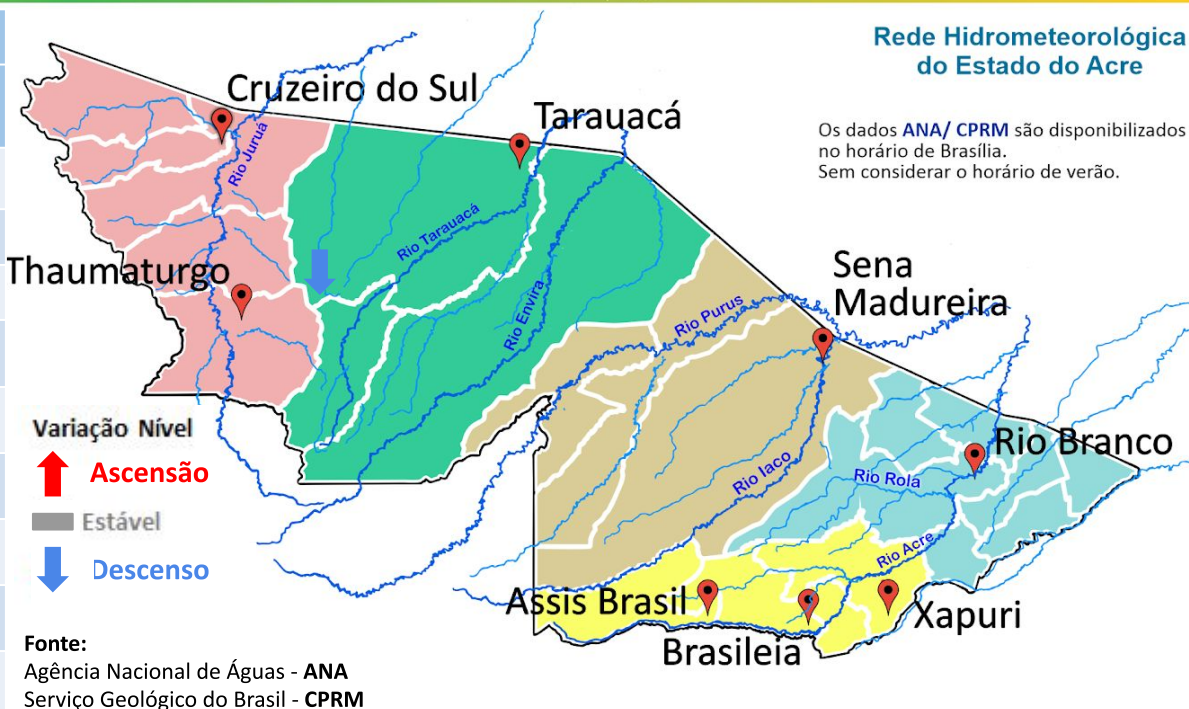 Rede Hidrometeorológica
do Estado do Acre
Os dados ANA/ CPRM são disponibilizados
no horário de Brasília.
Sem considerar o horário de verão.
Cruzeiro do Sul
Tarauacá
Rio Juruá
Rio Tarauacá
Thaumaturgo
Rio Envira
Sena
Madureira
Rio Purus
Variação Nível
Ascensão
Estável
Descenso
Rio Branco
Rio Iaco
Rio Rola
Rio Acre
Assis Brasil
Xapuri
Brasileia
Fonte:
Agência Nacional de Águas - ANA
Serviço Geológico do Brasil - CPRM